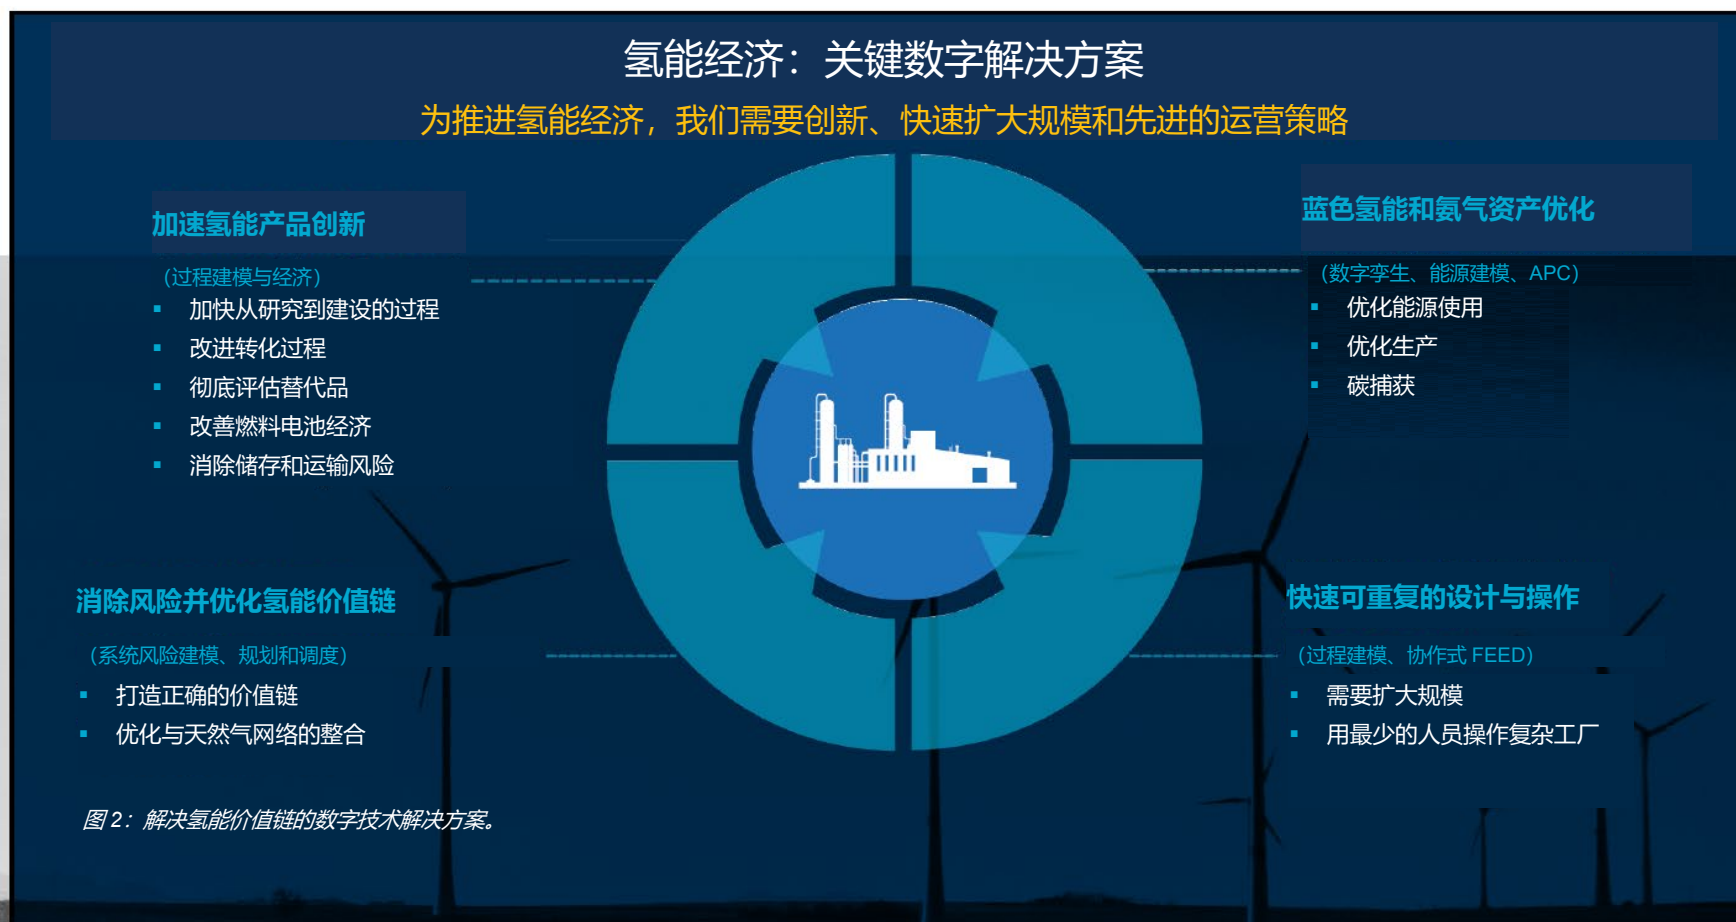 氢能经济：关键数字解决方案
为推进氢能经济，我们需要创新、快速扩大规模和先进的运营策略
加速氢能产品创新
（过程建模与经济）
▪ 加快从研究到建设的过程
▪ 改进转化过程
▪ 彻底评估替代品
▪ 改善燃料电池经济
▪ 消除储存和运输风险
蓝色氢能和氨气资产优化
（数字孪生、能源建模、APC）
▪ 优化能源使用
▪ 优化生产
▪ 碳捕获
消除风险并优化氢能价值链
（系统风险建模、规划和调度）
▪ 打造正确的价值链
▪ 优化与天然气网络的整合
快速可重复的设计与操作
（过程建模、协作式 FEED）
▪ 需要扩大规模
▪ 用最少的人员操作复杂工厂
图 2：解决氢能价值链的数字技术解决方案。